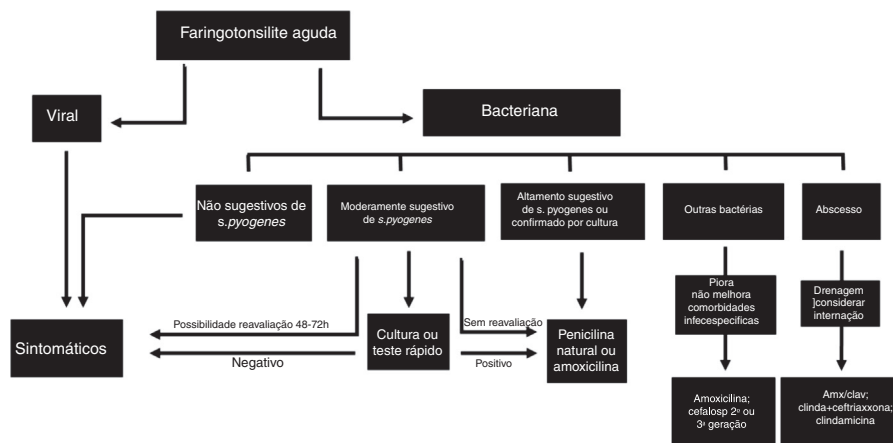 Faringotonsilite aguda
Viral
Bacteriana
Não sugestivos de
s.pyogenes
Moderamente sugestivo
de s.pyogenes
Altamento sugestivo
de s. pyogenes ou
confirmado por cultura
Outras bactérias
Abscesso
Piora
não melhora
comorbidades
infecespecificas
Drenagem
]considerar
internação
Possibilidade reavaliação 48-72h
Sem reavaliação
Sintomáticos
Cultura ou
teste rápido
Penicilina
natural ou
amoxicilina
Negativo
Positivo
Amoxicilina;
cefalosp 2ª ou
3ª geração
Amx/clav;
clinda+ceftriaxxona;
clindamicina